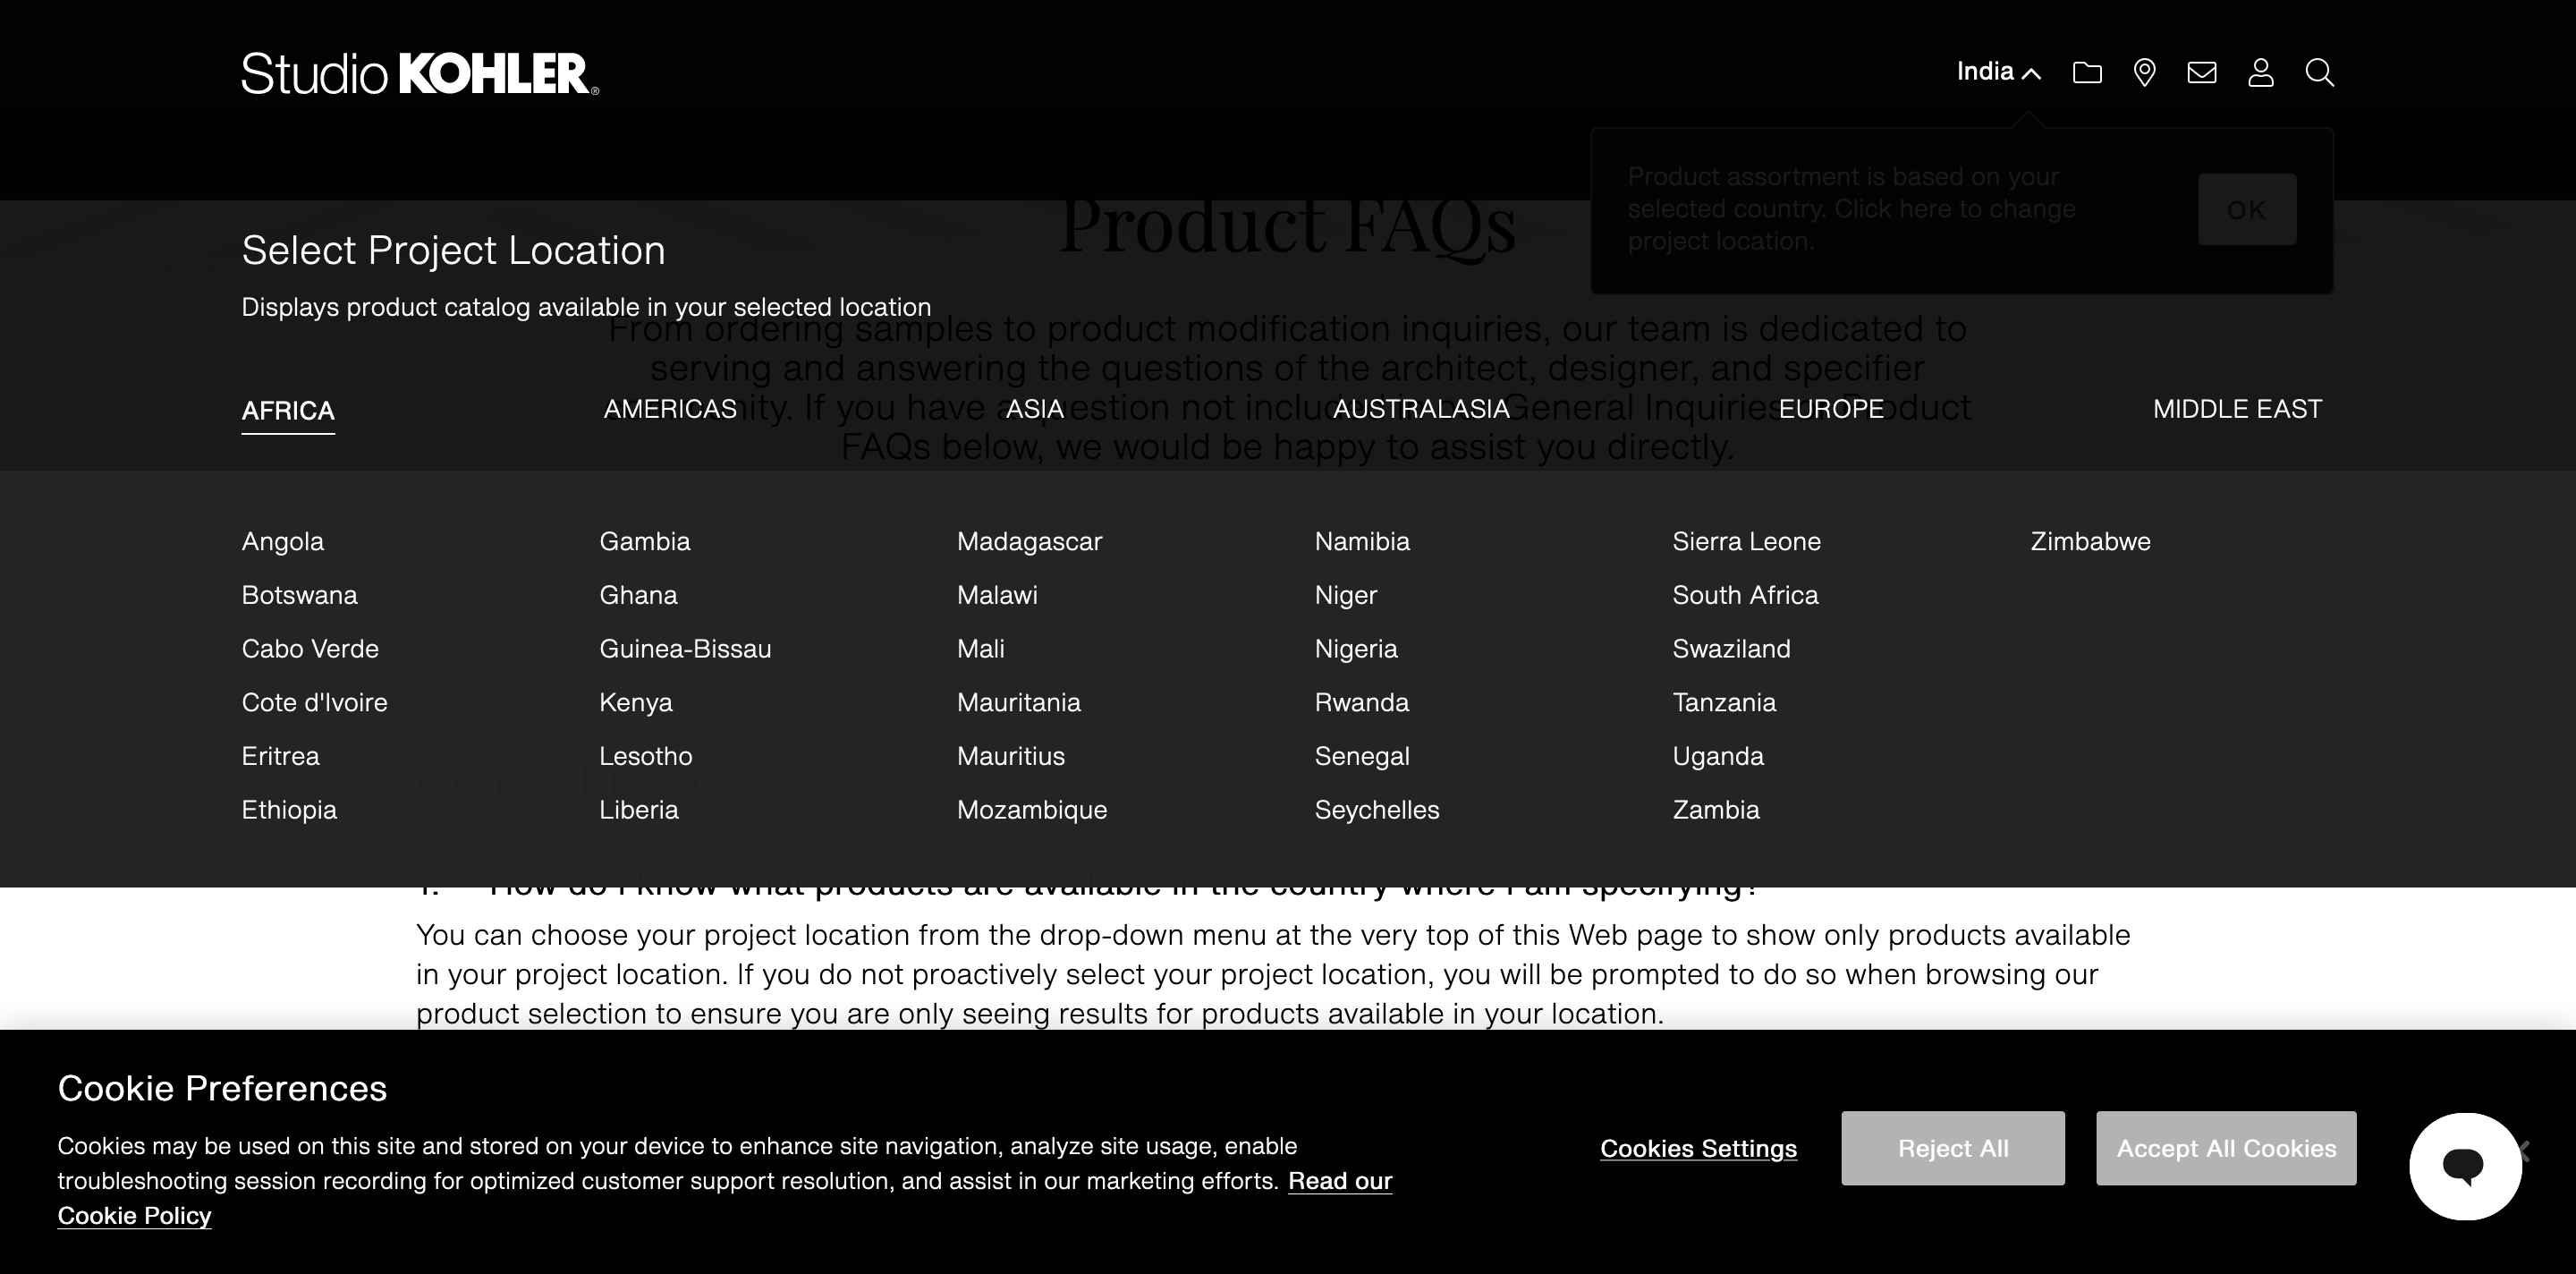 Studio KOHLER®
India
Product assortment is based on your
selected country. Click here to change
project location.
OK
Product FAQs
Select Project Location
Displays product catalog available in your selected location
From ordering samples to product modification inquiries, our team is dedicated to
serving and answering the questions of the architect, designer, and specifier
If you have a question not General Inquiries Product
FAQs below, we would be happy to assist you directly.
AFRICA AMERICAS ASIA AUSTRALASIA EUROPE MIDDLE EAST
Angola Gambia Madagascar Namibia Sierra Leone Zimbabwe
Botswana Ghana Malawi Niger South Africa
Cabo Verde Guinea-Bissau Mali Nigeria Swaziland
Cote d'Ivoire Kenya Mauritania Rwanda Tanzania
Eritrea Lesotho Mauritius Senegal Uganda
General FAQs
Ethiopia Liberia Mozambique Seychelles Zambia
1. How do I know what products are available in the country where I am specifying?
You can choose your project location from the drop-down menu at the very top of this Web page to show only products available
in your project location. If you do not proactively select your project location, you will be prompted to do so when browsing our
product selection to ensure you are only seeing results for products available in your location.
Cookie Preferences
Cookies may be used on this site and stored on your device to enhance site navigation, analyze site usage, enable
troubleshooting session recording for optimized customer support resolution, and assist in our marketing efforts. Read our
Cookie Policy
Cookies Settings
Reject All
Accept All Cookies